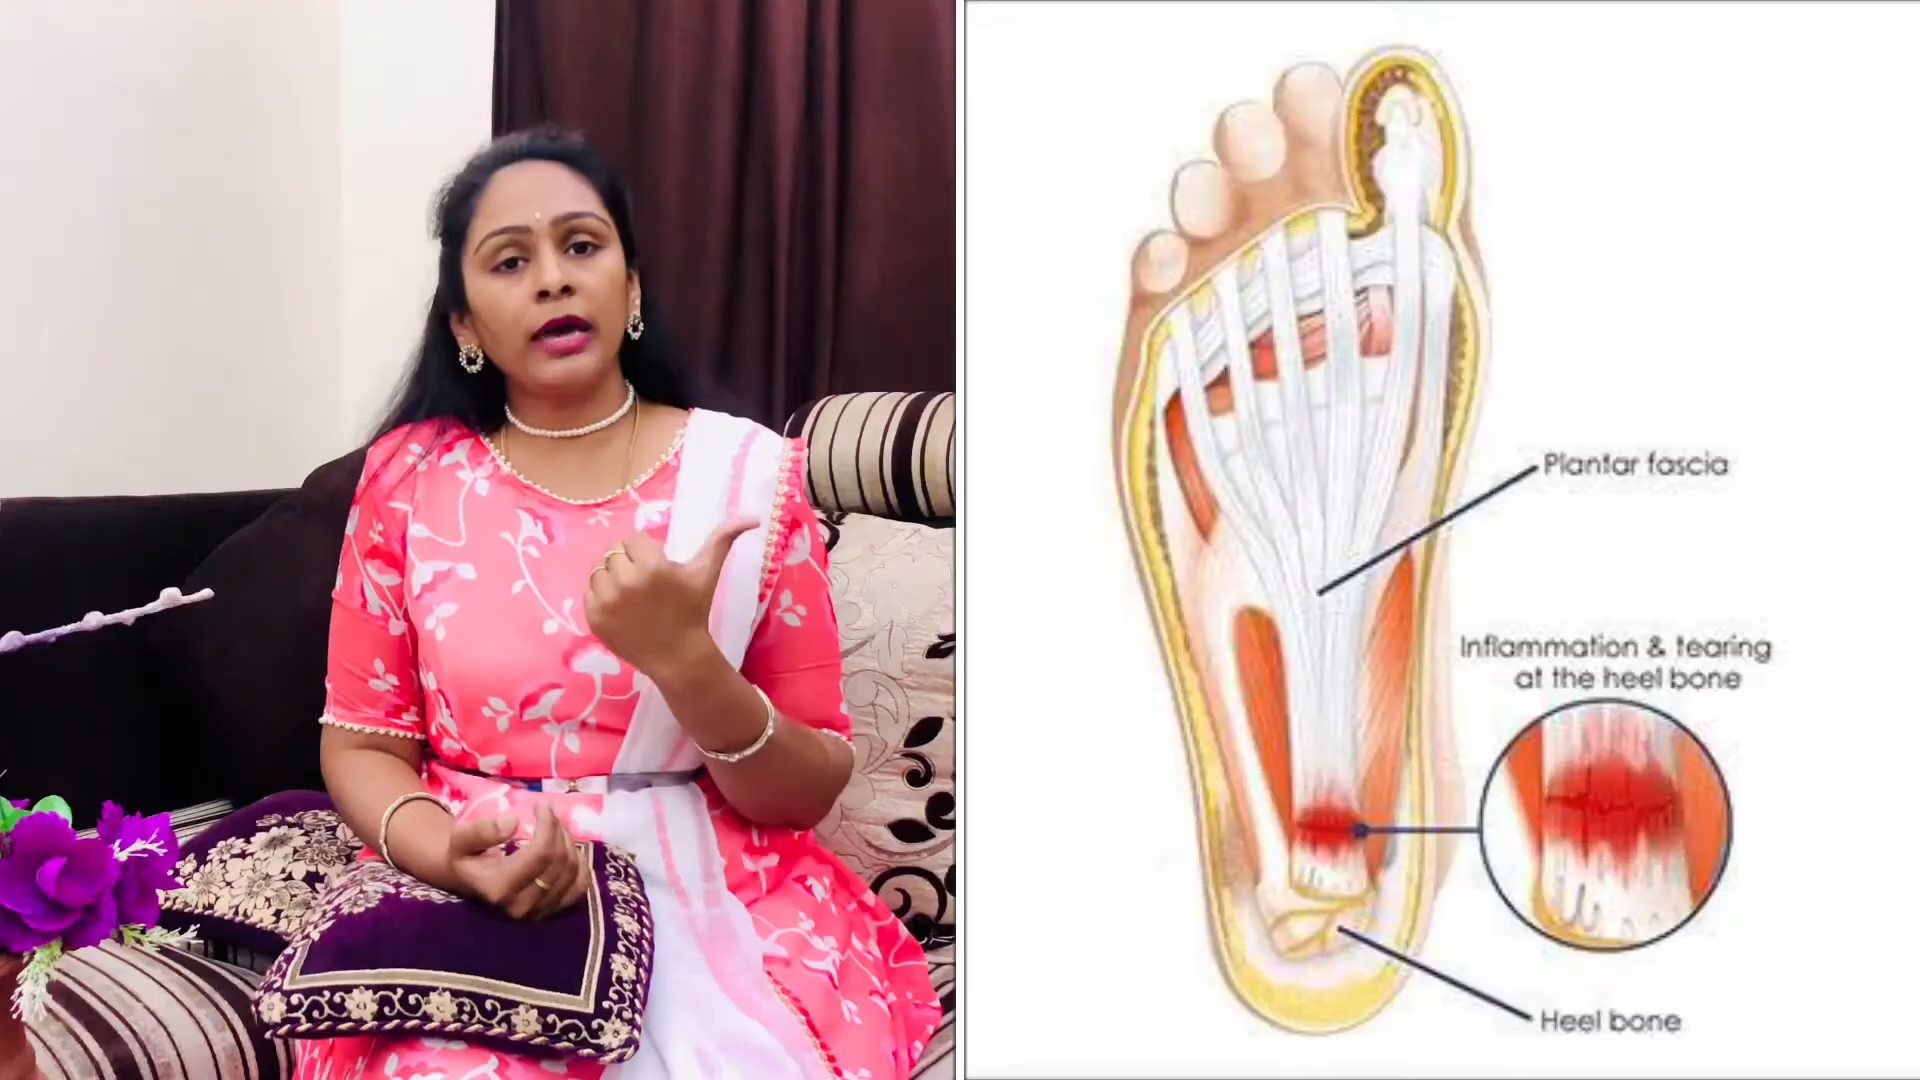 Plantar fascia
Inflammation & tearing
at the heel bone
Heel bone